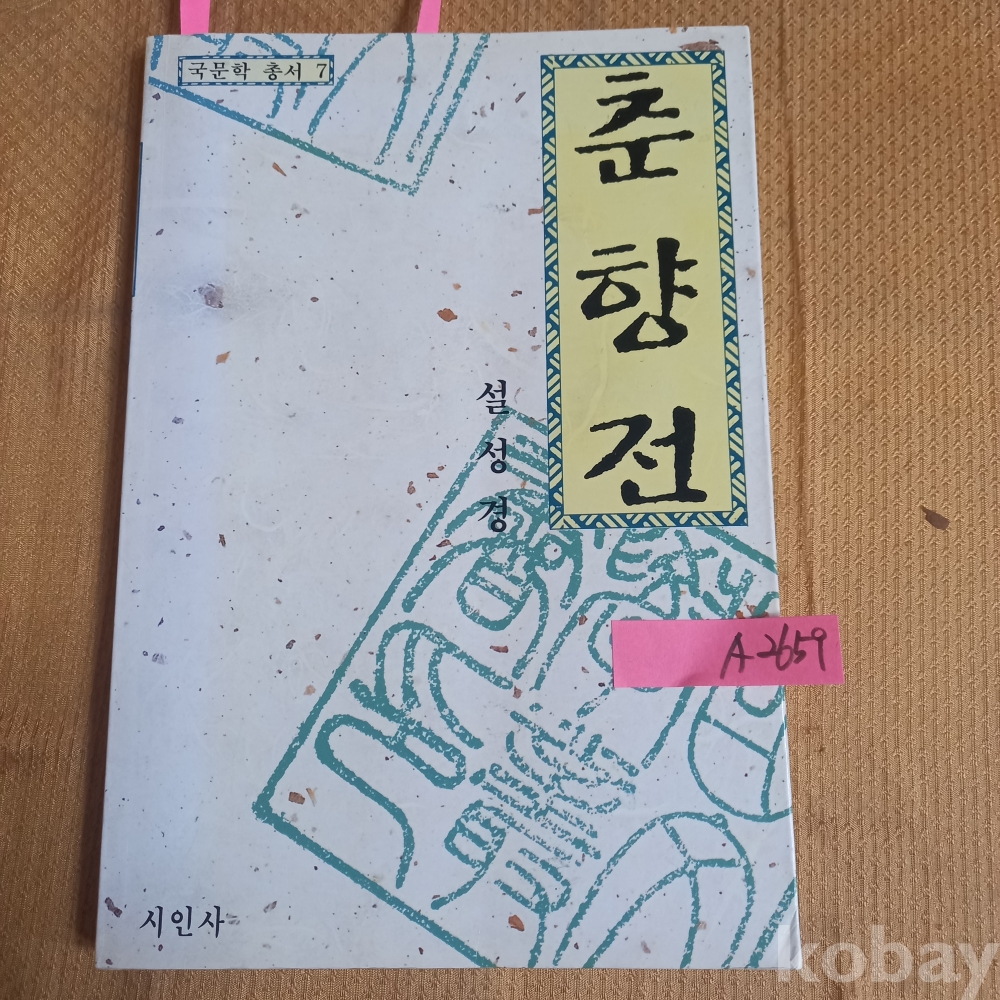 국문학 총서 7
춘향전
설성경
A-2659
시인사
kobay